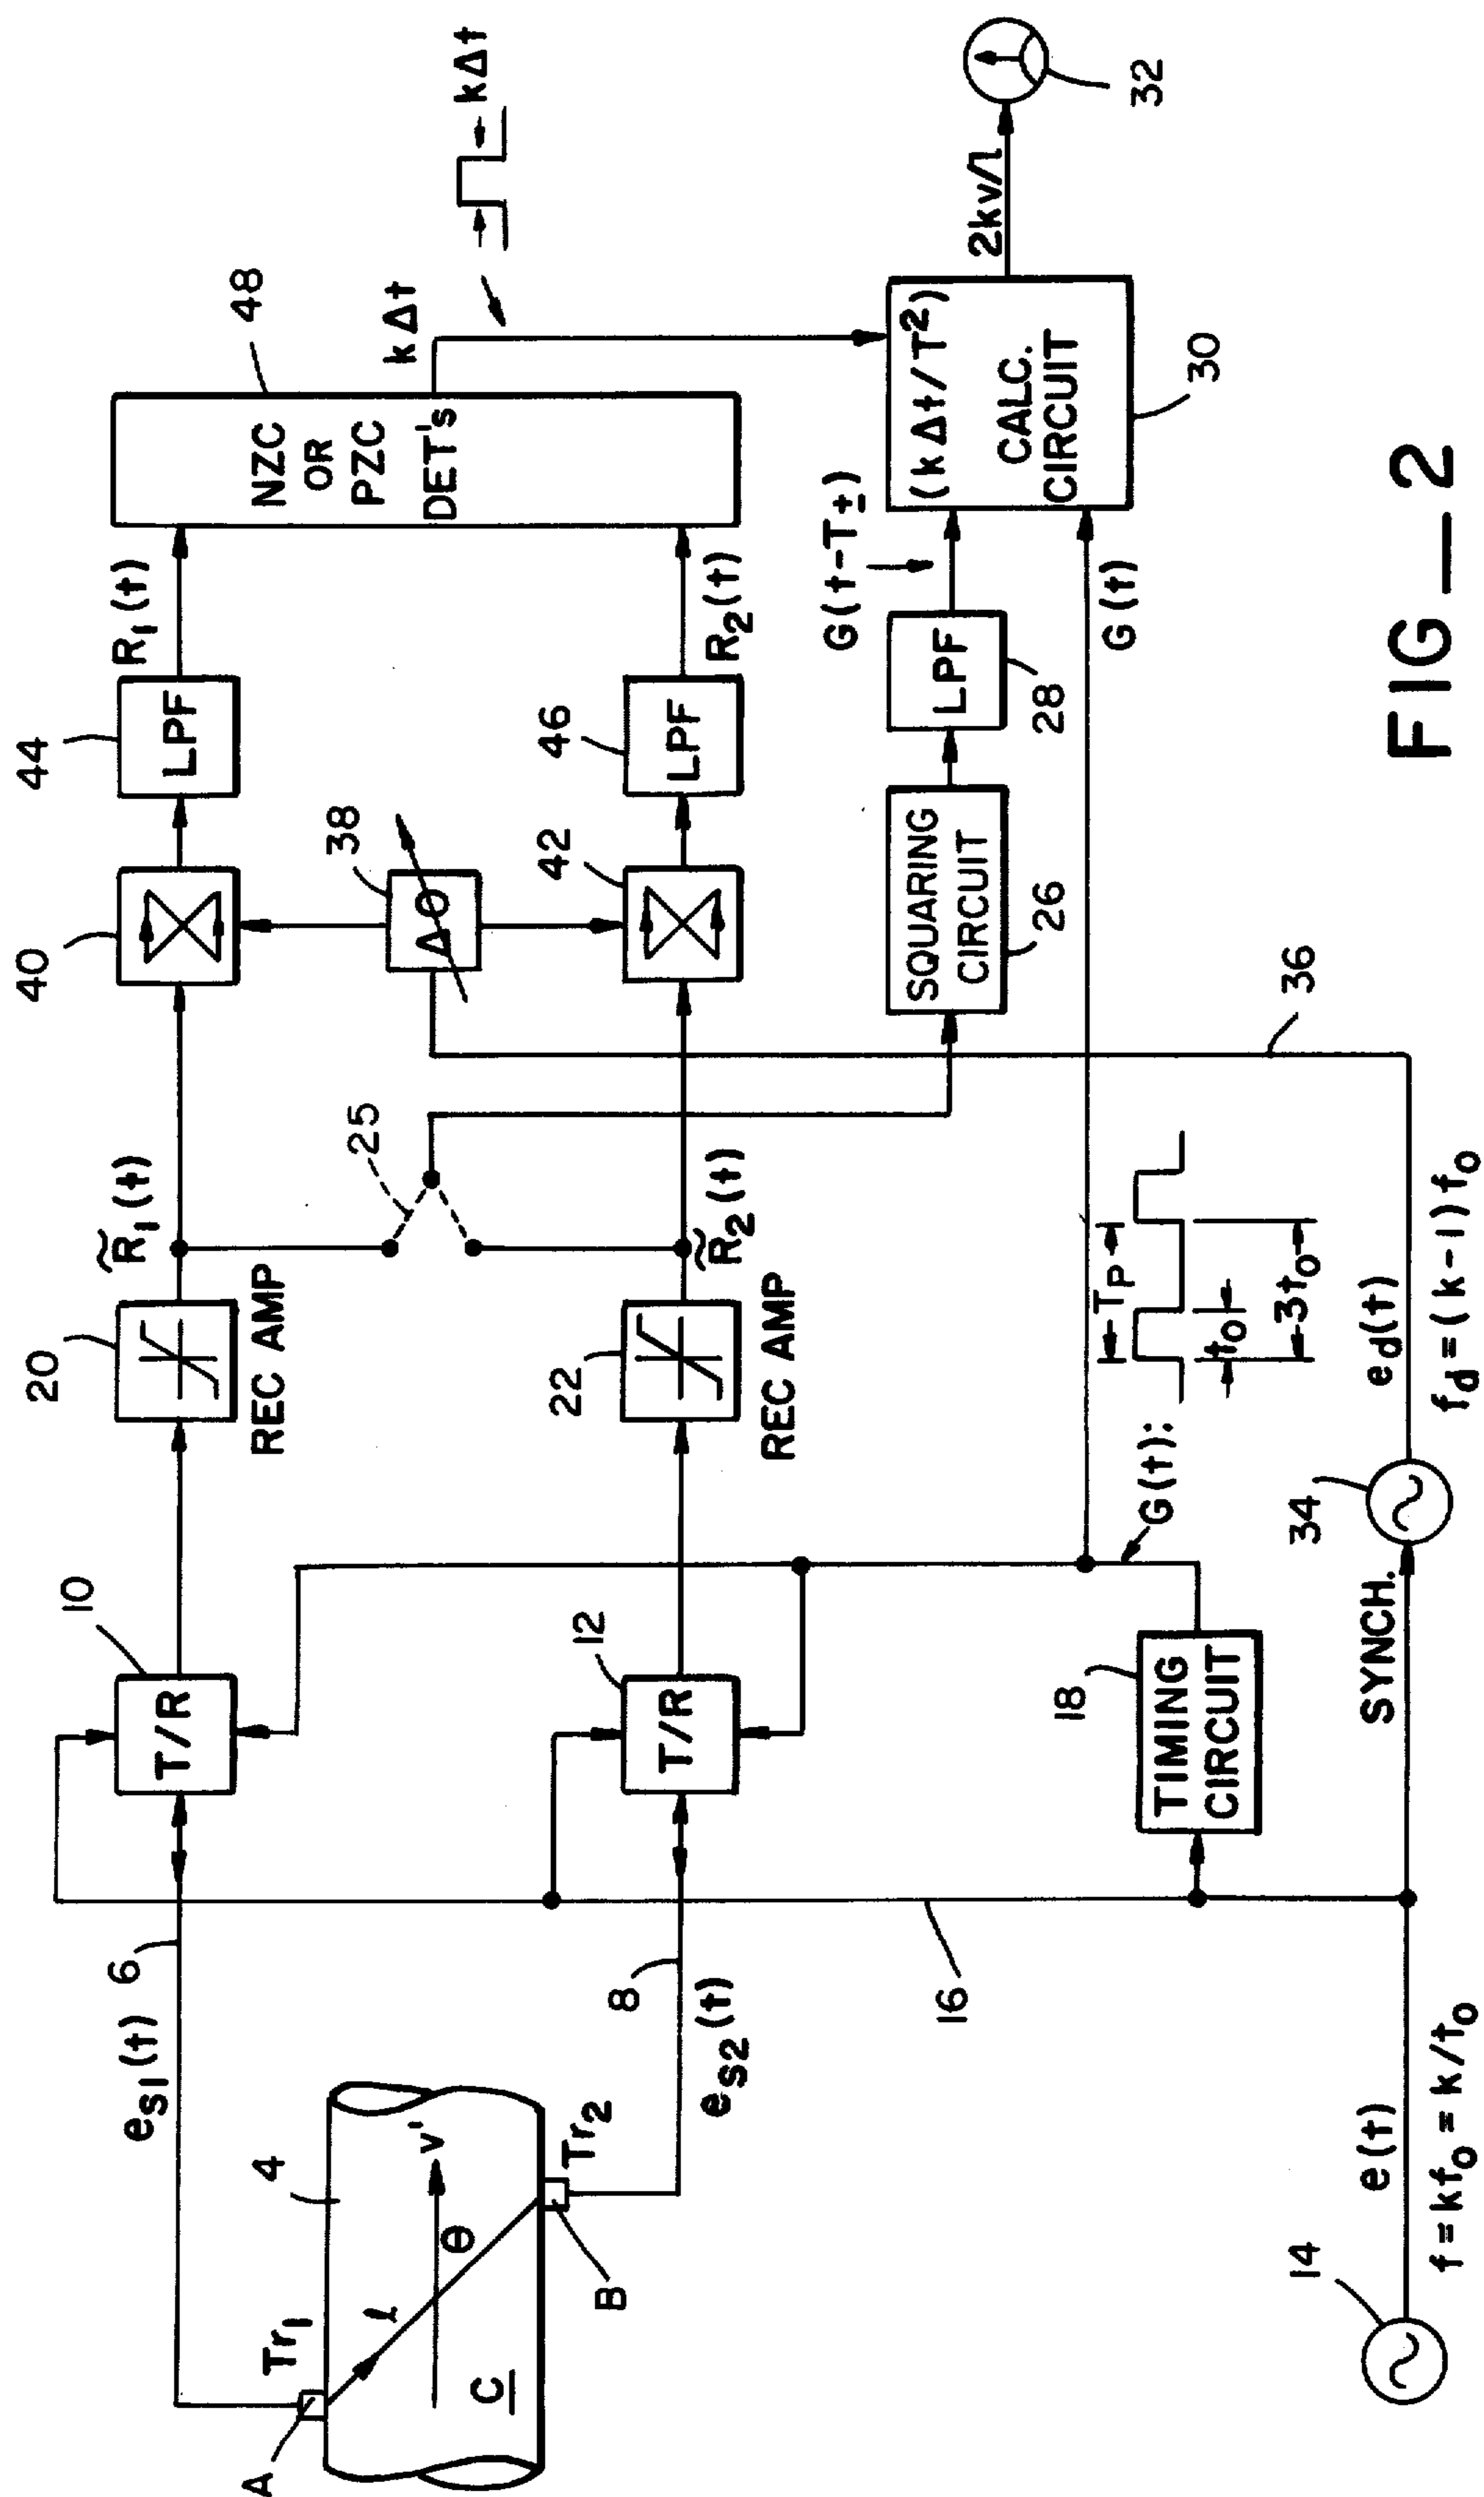 A
Tr1
4
l
θ
v'
C
B
Tr2
es1(t)
6
es2(t)
8
16
10
T/R
12
T/R
20
REC AMP
22
REC AMP
R̃1(t)
R̃2(t)
25
40
38
Δθ
42
44
LPF
46
LPF
R1(t)
R2(t)
48
NZC
OR
PZC
DET's
kΔt
kΔt
SQUARING
CIRCUIT
26
LPF
28
G(t-T±)
G(t)
(kΔt/T²)
CALC.
CIRCUIT
30
2kv/l
32
18
TIMING
CIRCUIT
G(t):
TP
to
3to
36
14
e(t)
f=kfo=k/to
SYNCH.
34
ed(t)
fd=(k-1)fo
FIG_2